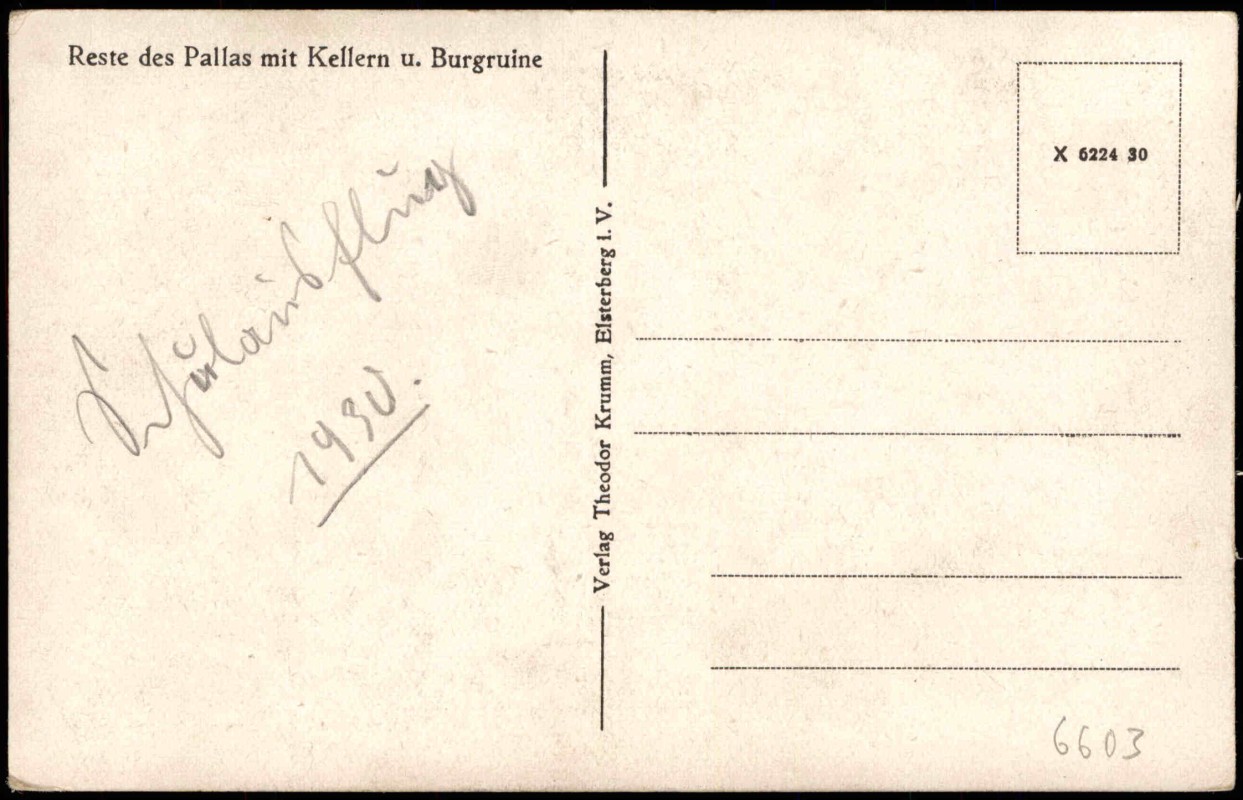 Reste des Pallas mit Kellern u. Burgruine
Schulausflug
1930.
Verlag Theodor Krumm, Elsterberg i. V.
X 6224 30
6603